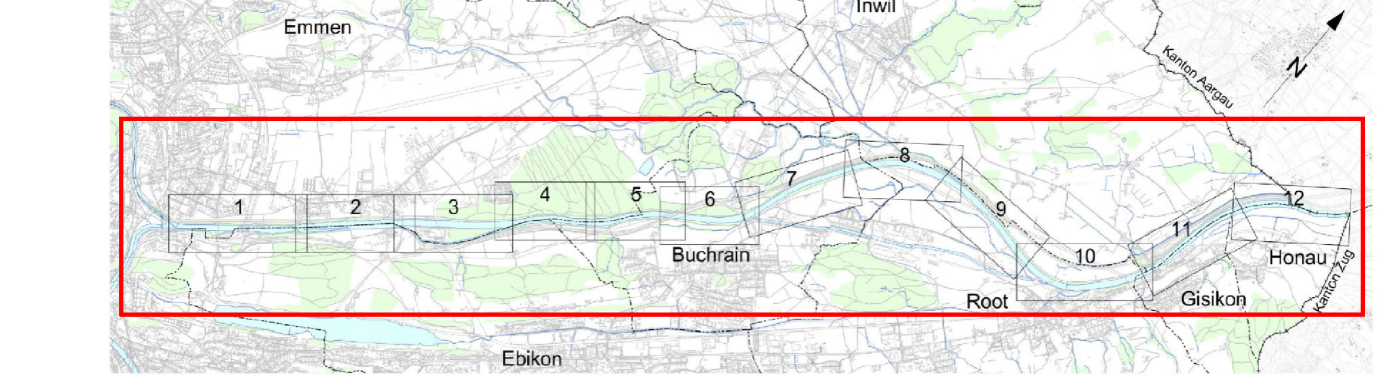 Inwil
Emmen
Kanton Aargau
N
8
7
4
5
6
1
2
3
9
12
11
10
Buchrain
Honau
Kanton Zug
Root
Gisikon
Ebikon